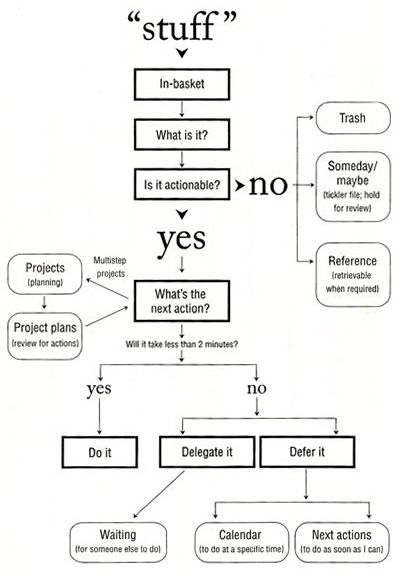 “stuff”
In-basket
What is it?
Is it actionable?
no
Trash
Someday/
maybe
(tickler file; hold
for review)
Reference
(retrievable
when required)
yes
Multistep
projects
Projects
(planning)
Project plans
(review for actions)
What's the
next action?
Will it take less than 2 minutes?
yes
no
Do it
Delegate it
Defer it
Waiting
(for someone else to do)
Calendar
(to do at a specific time)
Next actions
(to do as soon as I can)